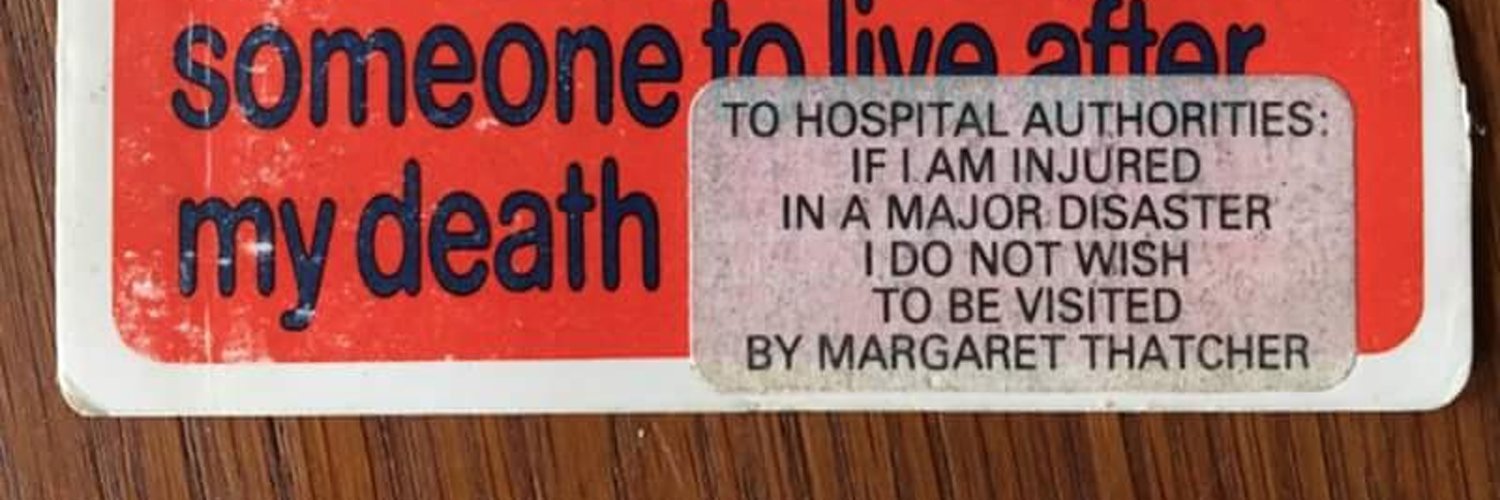 someone to live after
my death
TO HOSPITAL AUTHORITIES:
IF I AM INJURED
IN A MAJOR DISASTER
I DO NOT WISH
TO BE VISITED
BY MARGARET THATCHER